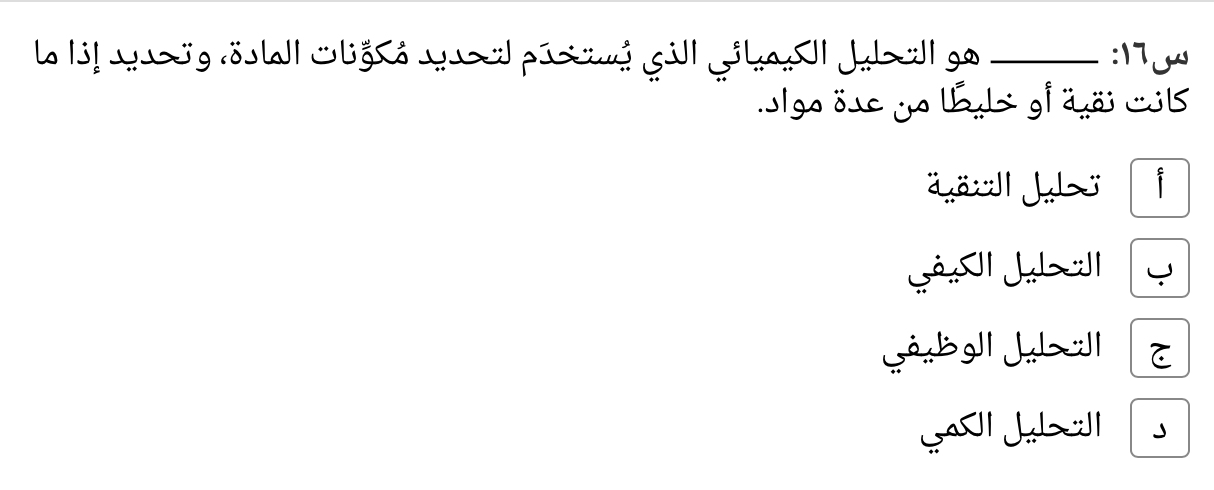 س١٦: ________ هو التحليل الكيميائي الذي يُستخدَم لتحديد مُكوِّنات المادة، وتحديد إذا ما
كانت نقية أو خليطًا من عدة مواد.
أ تحليل التنقية
ب التحليل الكيفي
ج التحليل الوظيفي
د التحليل الكمي